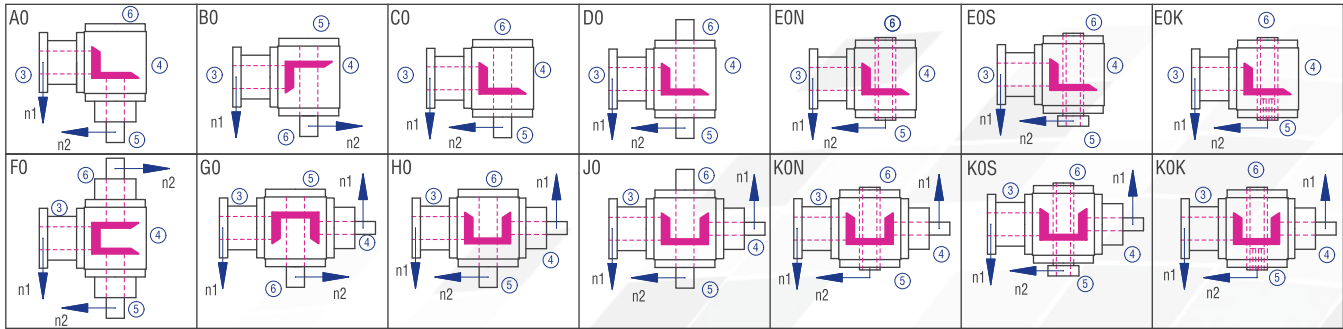 A0 ⑥ ③ ④ n1 n2 ⑤
B0 ⑤ ③ ④ n1 ⑥ n2
C0 ⑥ ③ ④ n1 n2 ⑤
D0 ⑥ ③ ④ n1 n2 ⑤
E0N ⑥ ③ ④ n1 n2 ⑤
E0S ⑥ ③ ④ n1 n2 ⑤
E0K ⑥ ③ ④ n1 n2 ⑤
F0 ⑥ n2 ③ ④ n1 n2 ⑤
G0 ③ ⑤ n1 n1 ⑥ n2 ④
H0 ③ ⑥ n1 n1 n2 ⑤ ④
J0 ③ ⑥ n1 n1 n2 ⑤ ④
K0N ③ ⑥ n1 n1 n2 ⑤ ④
K0S ③ ⑥ n1 n1 n2 ⑤ ④
K0K ③ ⑥ n1 n1 n2 ⑤ ④